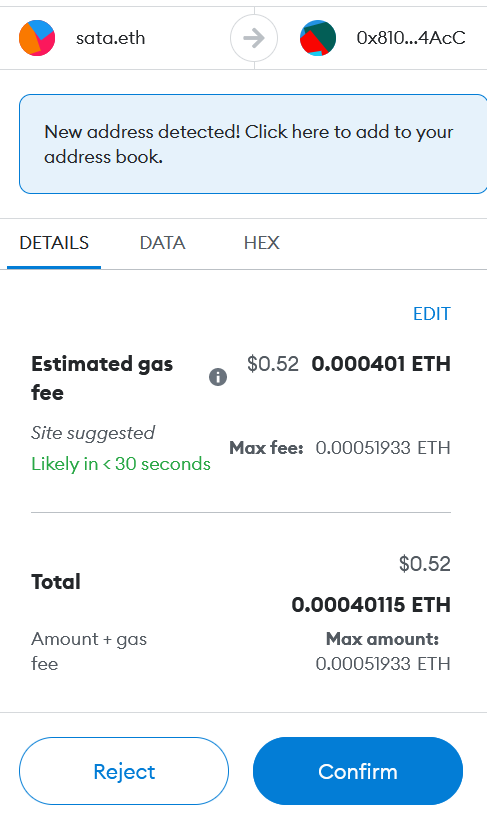 sata.eth
0x810...4AcC
New address detected! Click here to add to your
address book.
DETAILS
DATA
HEX
EDIT
Estimated gas
fee
$0.52 0.000401 ETH
Site suggested
Likely in < 30 seconds
Max fee: 0.00051933 ETH
Total
$0.52
0.00040115 ETH
Amount + gas
fee
Max amount:
0.00051933 ETH
Reject
Confirm